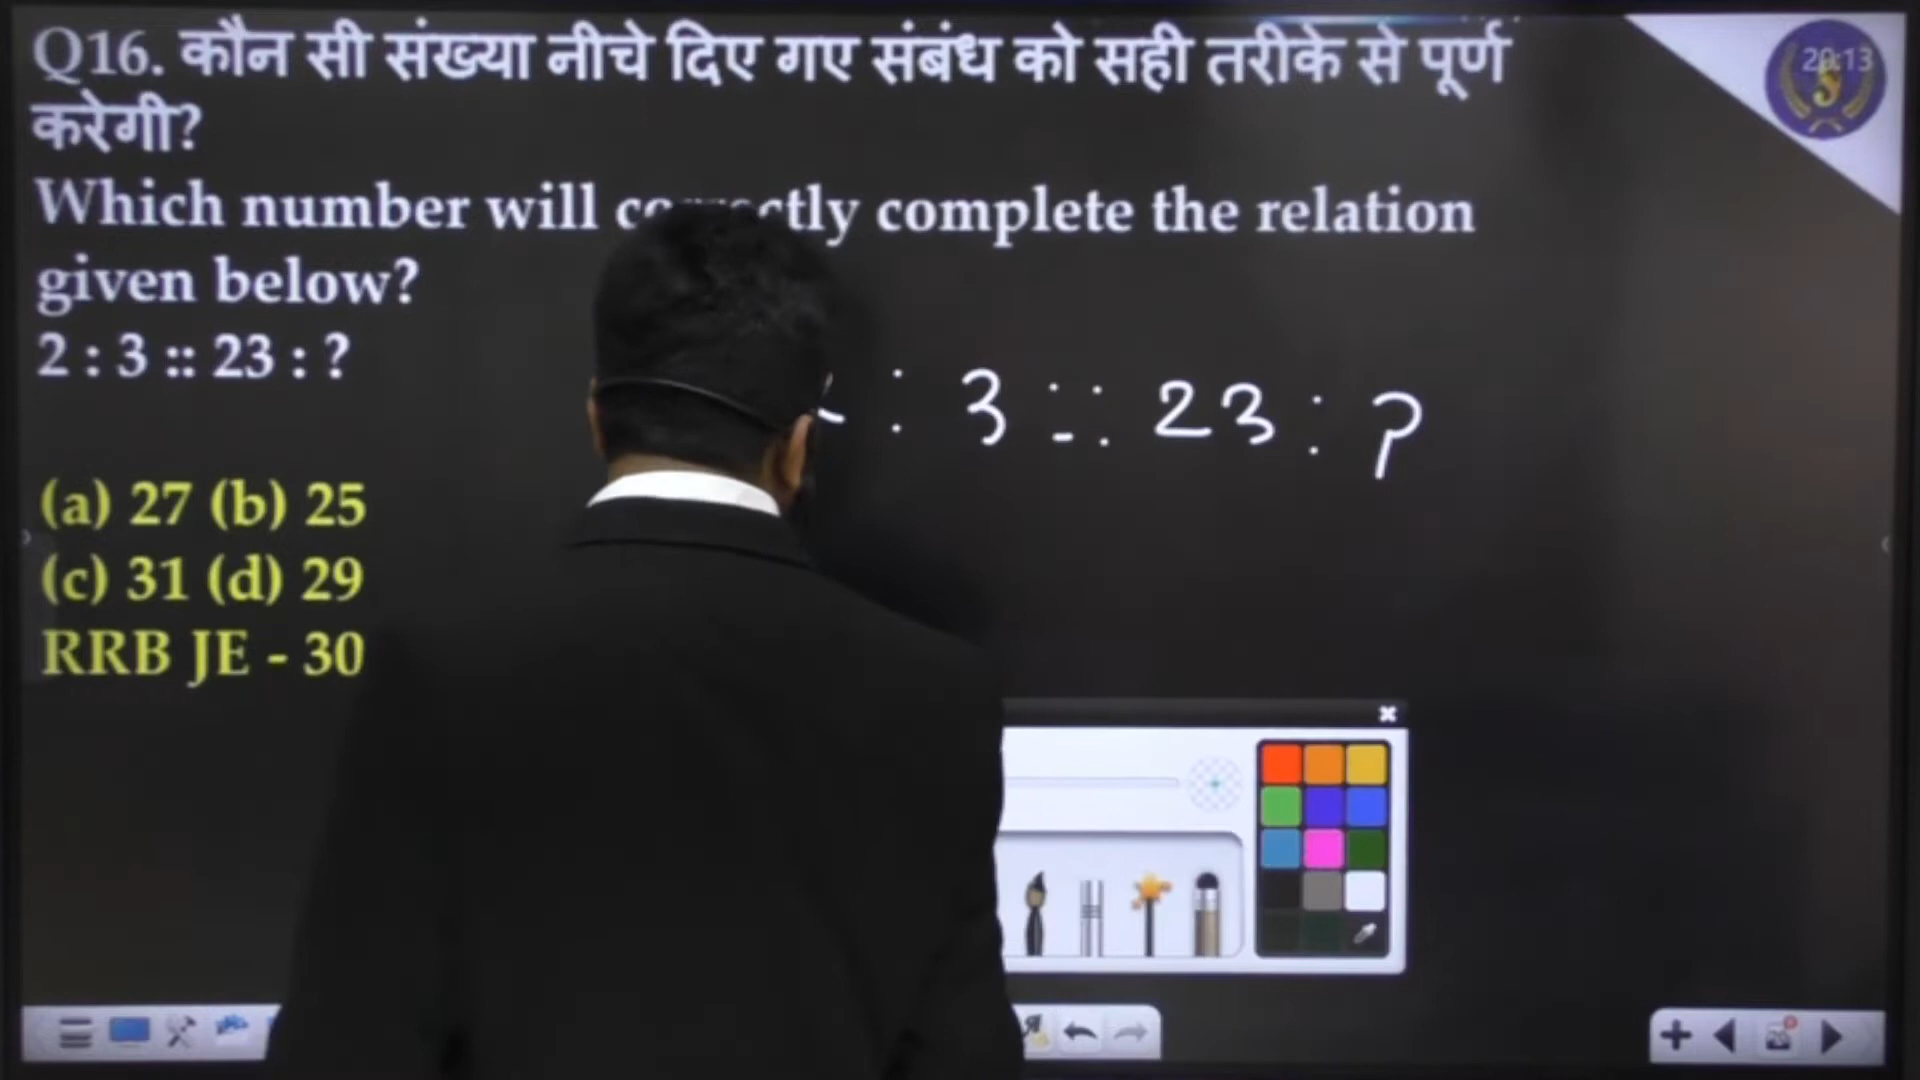 Q16. कौन सी संख्या नीचे दिए गए संबंध को सही तरीके से पूर्ण
करेगी?
Which number will correctly complete the relation
given below?
2 : 3 :: 23 : ?
: 3 :: 23 : ?
(a) 27 (b) 25
(c) 31 (d) 29
RRB JE - 30